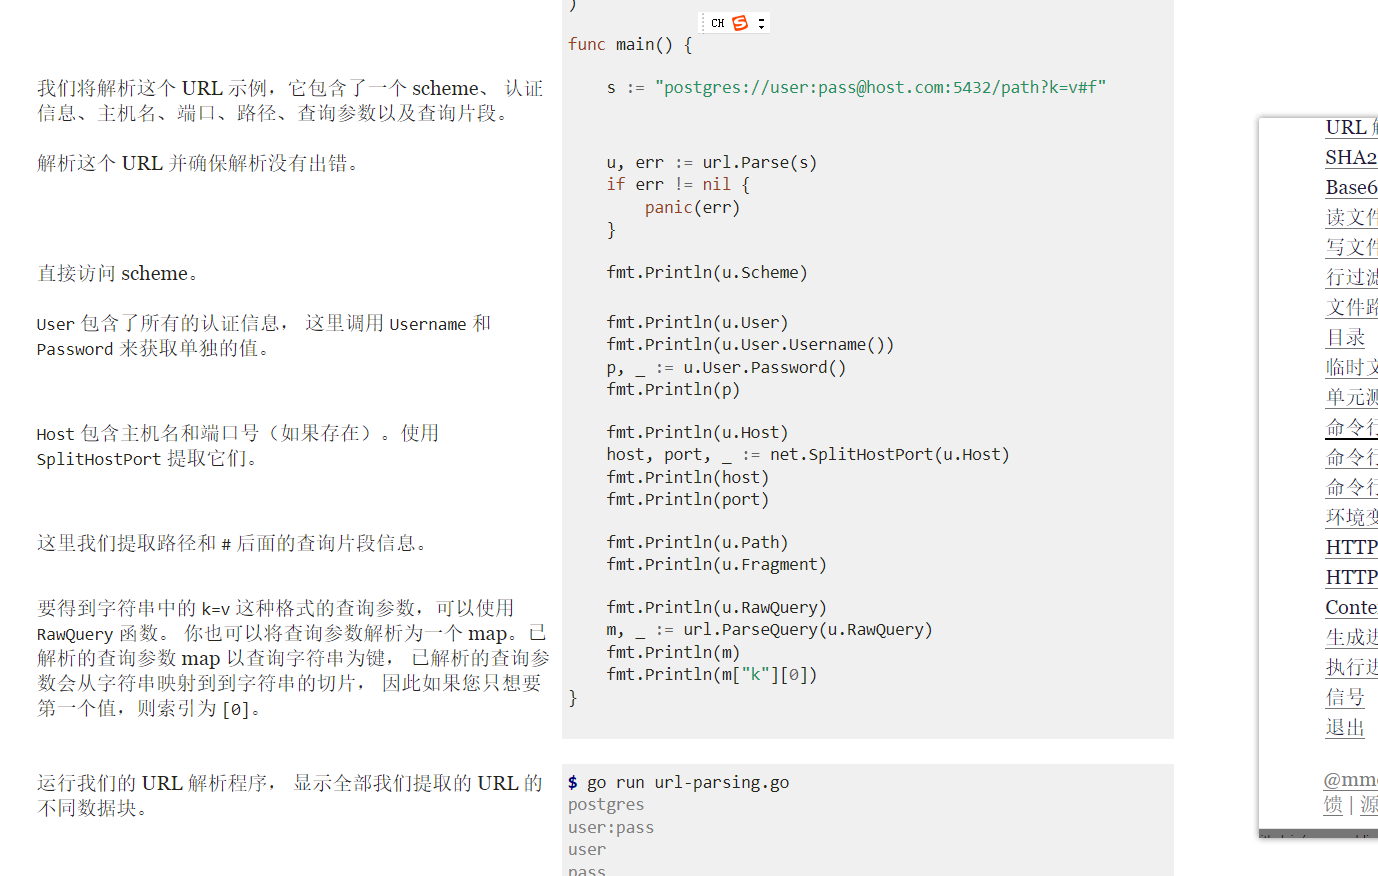 )
CH
func main() {
我们将解析这个 URL 示例，它包含了一个 scheme、 认证
信息、主机名、端口、路径、查询参数以及查询片段。
s := "postgres://user:pass@host.com:5432/path?k=v#f"
解析这个 URL 并确保解析没有出错。
u, err := url.Parse(s)
if err != nil {
panic(err)
}
直接访问 scheme。
fmt.Println(u.Scheme)
User 包含了所有的认证信息， 这里调用 Username 和
Password 来获取单独的值。
fmt.Println(u.User)
fmt.Println(u.User.Username())
p, _ := u.User.Password()
fmt.Println(p)
Host 包含主机名和端口号（如果存在）。使用
SplitHostPort 提取它们。
fmt.Println(u.Host)
host, port, _ := net.SplitHostPort(u.Host)
fmt.Println(host)
fmt.Println(port)
这里我们提取路径和 # 后面的查询片段信息。
fmt.Println(u.Path)
fmt.Println(u.Fragment)
要得到字符串中的 k=v 这种格式的查询参数，可以使用
RawQuery 函数。 你也可以将查询参数解析为一个 map。已
解析的查询参数 map 以查询字符串为键， 已解析的查询参
数会从字符串映射到到字符串的切片， 因此如果您只想要
第一个值，则索引为 [0]。
fmt.Println(u.RawQuery)
m, _ := url.ParseQuery(u.RawQuery)
fmt.Println(m)
fmt.Println(m["k"][0])
}
运行我们的 URL 解析程序， 显示全部我们提取的 URL 的
不同数据块。
$ go run url-parsing.go
postgres
user:pass
user
pass
URL 解
SHA2
Base6
读文件
写文件
行过滤
文件路
目录
临时文
单元测
命令行
命令行
命令行
环境变
HTTP
HTTP
Conte
生成进
执行进
信号
退出
@mm
馈 | 源